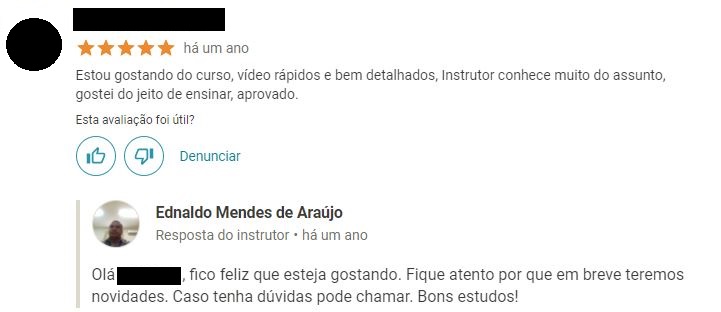 há um ano
Estou gostando do curso, vídeo rápidos e bem detalhados, Instrutor conhece muito do assunto,
gostei do jeito de ensinar, aprovado.
Esta avaliação foi útil?
Denunciar
Ednaldo Mendes de Araújo
Resposta do instrutor • há um ano
Olá , fico feliz que esteja gostando. Fique atento por que em breve teremos
novidades. Caso tenha dúvidas pode chamar. Bons estudos!